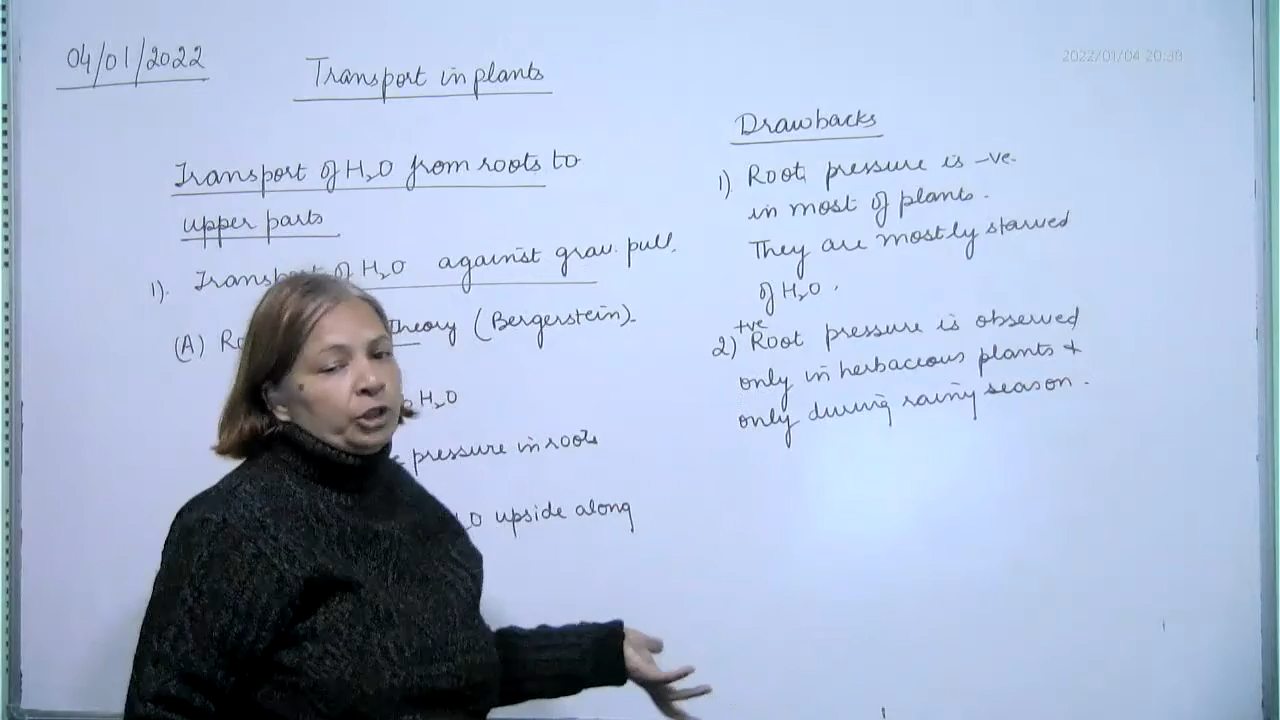 04/01/2022
Transport in plants
2022/01/04 20:38
Transport of H2O from roots to
upper parts
1). Transport of H2O against grav. pull.
(A) Theory (Bergerstein).
H2O
pressure in roots
upside along
Drawbacks
1) Root pressure is -ve.
in most of plants.
They are mostly starved
of H2O.
+ve
2) Root pressure is observed
only in herbaceous plants +
only during rainy season.